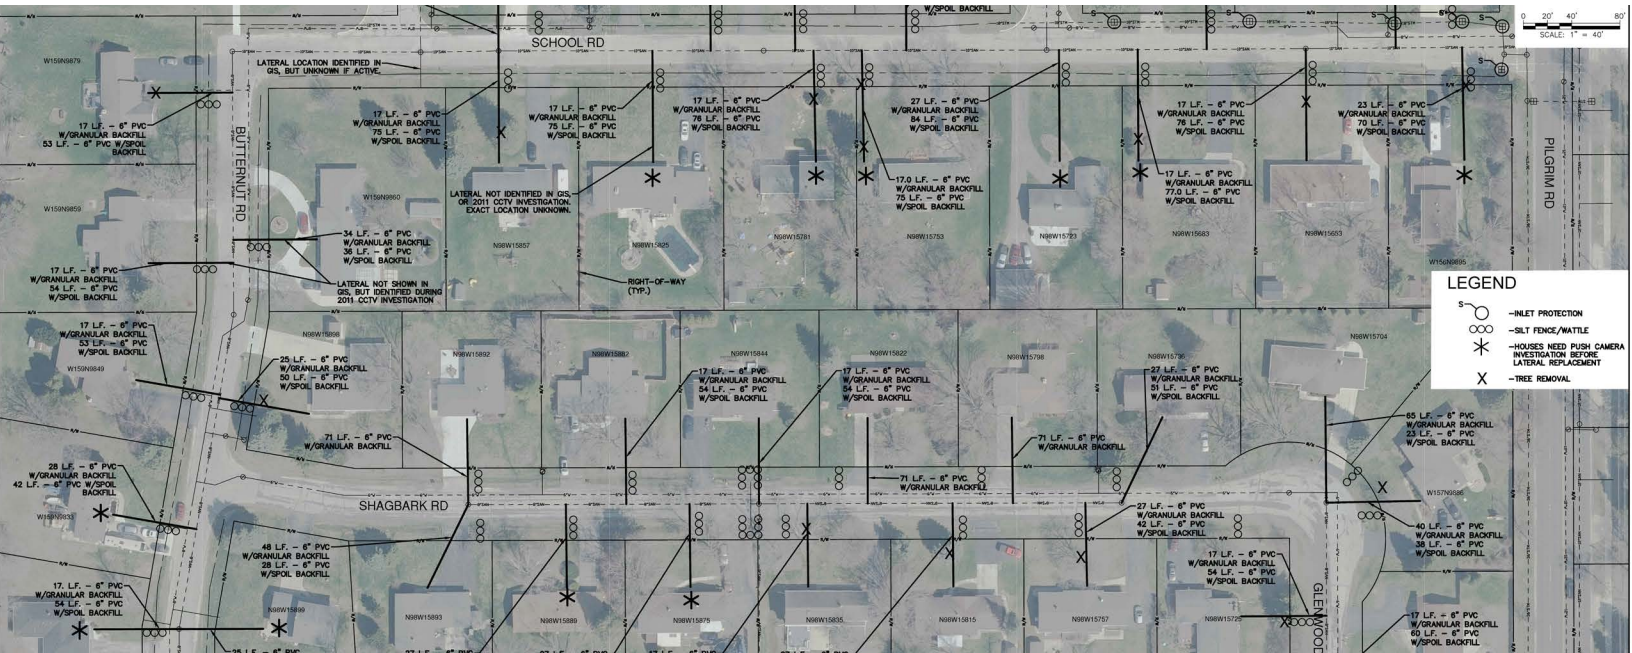 W/SPOIL BACKFILL
0 20' 40' 80'
SCALE: 1" = 40'
SCHOOL RD
W159N9879
LATERAL LOCATION IDENTIFIED IN
GIS, BUT UNKNOWN IF ACTIVE.
17 L.F. - 6" PVC
W/GRANULAR BACKFILL
53 L.F. - 6" PVC W/SPOIL
BACKFILL
17 L.F. - 6" PVC
W/GRANULAR BACKFILL
75 L.F. - 6" PVC
W/SPOIL BACKFILL
17 L.F. - 6" PVC
W/GRANULAR BACKFILL
75 L.F. - 6" PVC
W/SPOIL BACKFILL
17 L.F. - 6" PVC
W/GRANULAR BACKFILL
76 L.F. - 6" PVC
W/SPOIL BACKFILL
27 L.F. - 6" PVC
W/GRANULAR BACKFILL
84 L.F. - 6" PVC
W/SPOIL BACKFILL
17 L.F. - 6" PVC
W/GRANULAR BACKFILL
76 L.F. - 6" PVC
W/SPOIL BACKFILL
23 L.F. - 6" PVC
W/GRANULAR BACKFILL
70 L.F. - 6" PVC
W/SPOIL BACKFILL
BUTTERNUT RD
PILGRIM RD
17.0 L.F. - 6" PVC
W/GRANULAR BACKFILL
75 L.F. - 6" PVC
W/SPOIL BACKFILL
17 L.F. - 6" PVC
W/GRANULAR BACKFILL
77.0 L.F. - 6" PVC
W/SPOIL BACKFILL
LATERAL NOT IDENTIFIED IN GIS,
OR 2011 CCTV INVESTIGATION.
EXACT LOCATION UNKNOWN.
W159N9859
W159N9860
N98W15857
N98W15825
N98W15781
N98W15753
N98W15723
N98W15683
N98W15653
W156N9895
34 L.F. - 6" PVC
W/GRANULAR BACKFILL
36 L.F. - 6" PVC
W/SPOIL BACKFILL
17 L.F. - 6" PVC
W/GRANULAR BACKFILL
54 L.F. - 6" PVC
W/SPOIL BACKFILL
LATERAL NOT SHOWN IN
GIS, BUT IDENTIFIED DURING
2011 CCTV INVESTIGATION
RIGHT-OF-WAY
(TYP.)
LEGEND
S
-INLET PROTECTION
-SILT FENCE/WATTLE
-HOUSES NEED PUSH CAMERA
INVESTIGATION BEFORE
LATERAL REPLACEMENT
X -TREE REMOVAL
17 L.F. - 6" PVC
W/GRANULAR BACKFILL
53 L.F. - 6" PVC
W/SPOIL BACKFILL
W159N9849
N98W15898
N98W15892
N98W15882
N98W15844
N98W15822
N98W15798
N98W15736
N98W15704
25 L.F. - 6" PVC
W/GRANULAR BACKFILL
50 L.F. - 6" PVC
W/SPOIL BACKFILL
17 L.F. - 6" PVC
W/GRANULAR BACKFILL
54 L.F. - 6" PVC
W/SPOIL BACKFILL
17 L.F. - 6" PVC
W/GRANULAR BACKFILL
54 L.F. - 6" PVC
W/SPOIL BACKFILL
27 L.F. - 6" PVC
W/GRANULAR BACKFILL
51 L.F. - 6" PVC
W/SPOIL BACKFILL
65 L.F. - 6" PVC
W/GRANULAR BACKFILL
23 L.F. - 6" PVC
W/SPOIL BACKFILL
71 L.F. - 6" PVC
W/GRANULAR BACKFILL
71 L.F. - 6" PVC
W/GRANULAR BACKFILL
71 L.F. - 6" PVC
W/GRANULAR BACKFILL
28 L.F. - 6" PVC
W/GRANULAR BACKFILL
42 L.F. - 6" PVC W/SPOIL
BACKFILL
W159N9833
SHAGBARK RD
W157N9886
27 L.F. - 6" PVC
W/GRANULAR BACKFILL
42 L.F. - 6" PVC
W/SPOIL BACKFILL
40 L.F. - 6" PVC
W/GRANULAR BACKFILL
38 L.F. - 6" PVC
W/SPOIL BACKFILL
48 L.F. - 6" PVC
W/GRANULAR BACKFILL
28 L.F. - 6" PVC
W/SPOIL BACKFILL
17 L.F. - 6" PVC
W/GRANULAR BACKFILL
54 L.F. - 6" PVC
W/SPOIL BACKFILL
17. L.F. - 6" PVC
W/GRANULAR BACKFILL
54 L.F. - 6" PVC
W/SPOIL BACKFILL
N98W15899
N98W15893
N98W15889
N98W15875
N98W15835
N98W15815
N98W15757
N98W15725
GLENWOOD
17 L.F. - 6" PVC
W/GRANULAR BACKFILL
60 L.F. - 6" PVC
W/SPOIL BACKFILL